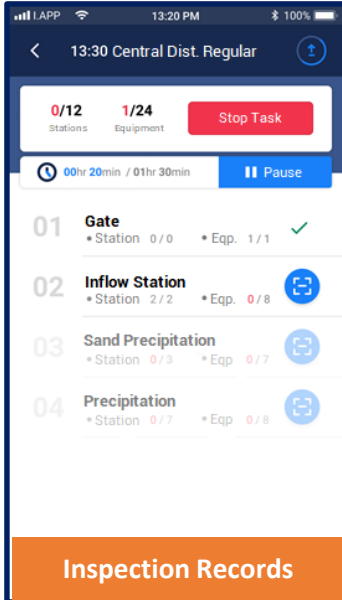 I.APP 13:20 PM 100%
13:30 Central Dist. Regular
0/12 1/24 Stop Task
Stations Equipment
00hr 20min / 01hr 30min Pause
01 Gate
• Station 0/0 • Eqp. 1/1
02 Inflow Station
• Station 2/2 • Eqp. 0/8
03 Sand Precipitation
• Station 0/3 • Eqp 0/7
04 Precipitation
• Station 0/7 • Eqp 0/8
Inspection Records